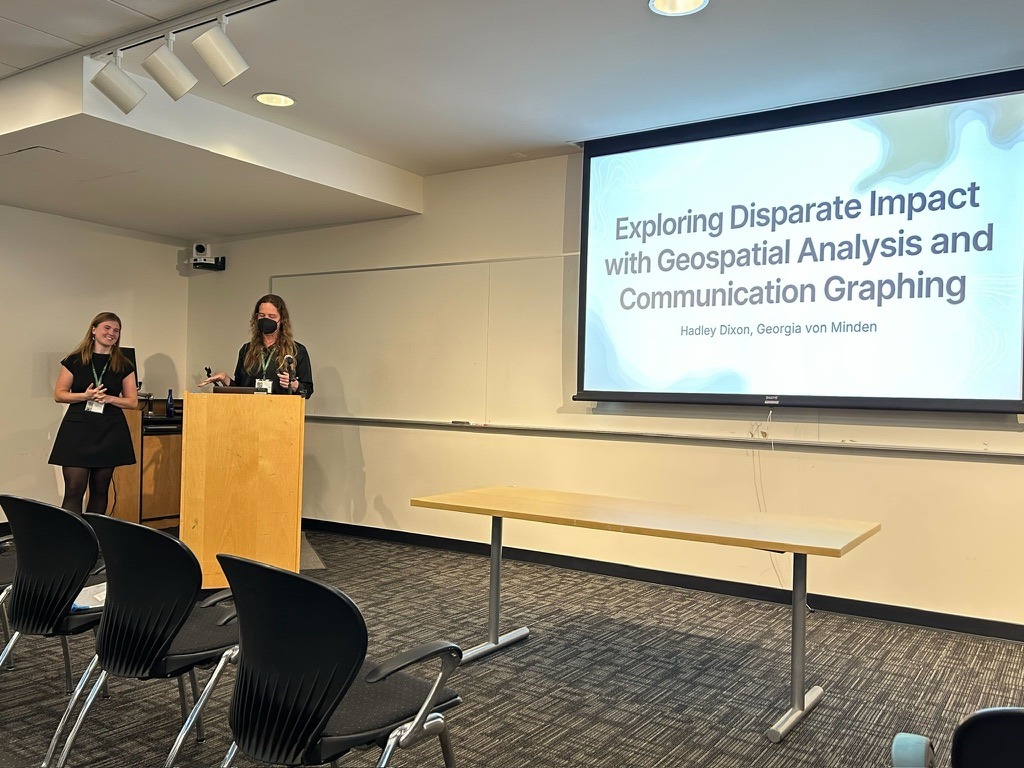 Exploring Disparate Impact
with Geospatial Analysis and
Communication Graphing
Hadley Dixon, Georgia von Minden